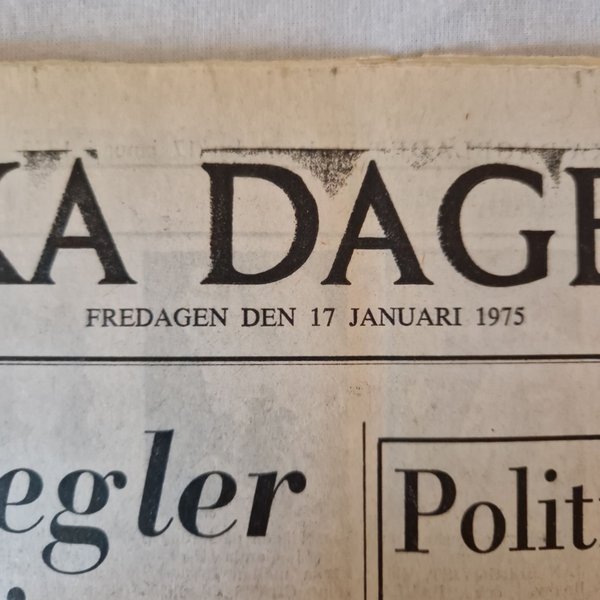 KA DAGE
FREDAGEN DEN 17 JANUARI 1975
egler
Polit